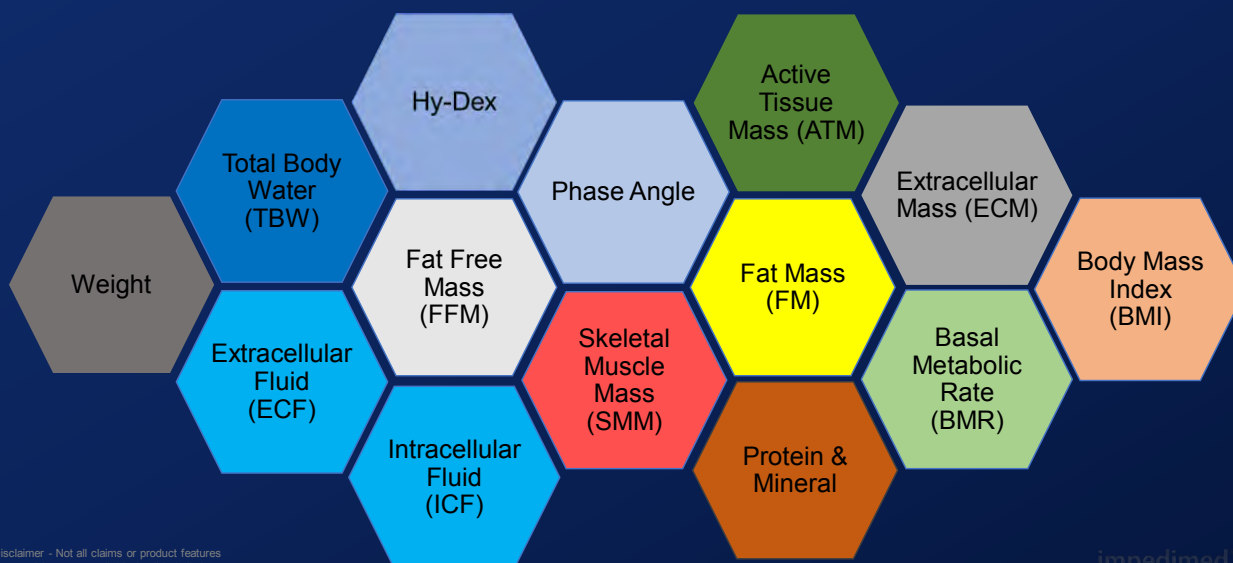 Hy-Dex
Active
Tissue
Mass (ATM)
Total Body
Water
(TBW)
Phase Angle
Extracellular
Mass (ECM)
Weight
Fat Free
Mass
(FFM)
Fat Mass
(FM)
Body Mass
Index
(BMI)
Extracellular
Fluid
(ECF)
Skeletal
Muscle
Mass
(SMM)
Basal
Metabolic
Rate
(BMR)
Intracellular
Fluid
(ICF)
Protein &
Mineral
isclaimer - Not all claims or product features
impedimed